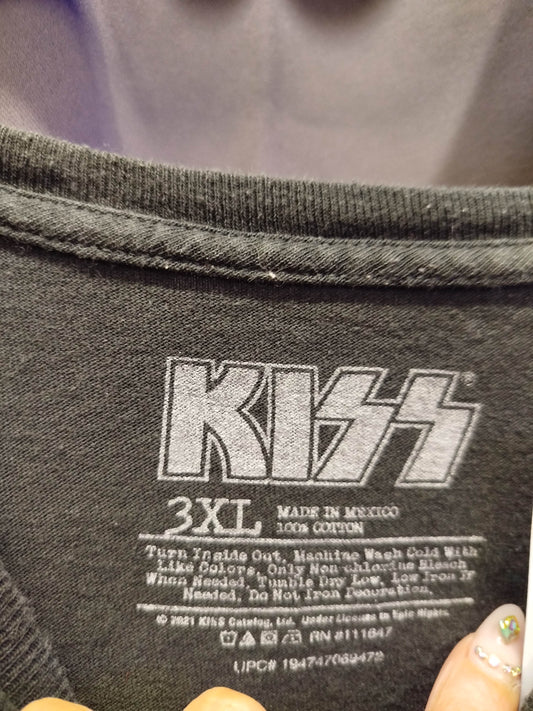 KISS®
3XL MADE IN MEXICO
100% COTTON
Turn Inside Out, Machine Wash Cold With
Like Colors, Only Non-chlorine Bleach
When Needed, Tumble Dry Low, Low Iron If
Needed, Do Not Iron Decoration.
© 2021 KISS Catalog, Ltd. Under License to Epic Rights.
RN #111647
UPC# 194747069472